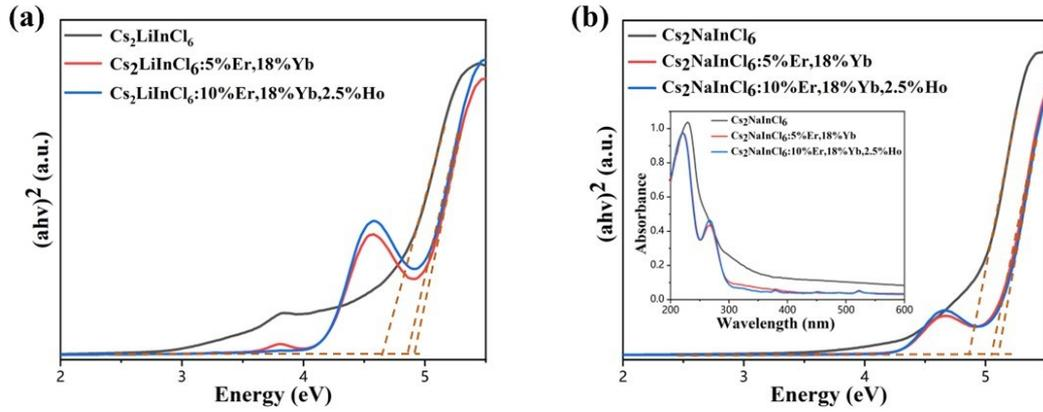 (a)
Cs₂LiInCl₆
Cs₂LiInCl₆:5%Er,18%Yb
Cs₂LiInCl₆:10%Er,18%Yb,2.5%Ho
(ahv)² (a.u.)
2
3
4
5
Energy (eV)
(b)
Cs₂NaInCl₆
Cs₂NaInCl₆:5%Er,18%Yb
Cs₂NaInCl₆:10%Er,18%Yb,2.5%Ho
(ahv)² (a.u.)
Cs₂NaInCl₆
Cs₂NaInCl₆:5%Er,18%Yb
Cs₂NaInCl₆:10%Er,18%Yb,2.5%Ho
Absorbance
1.0
0.8
0.6
0.4
0.2
0.0
200
300
400
500
600
Wavelength (nm)
2
3
4
5
Energy (eV)